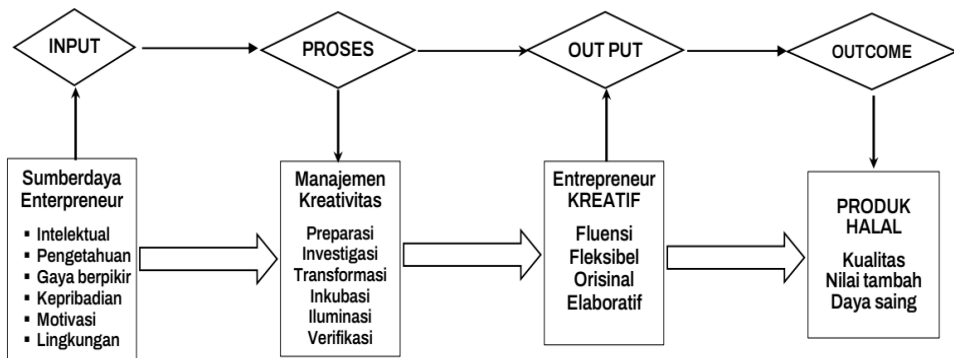 INPUT
PROSES
OUT PUT
OUTCOME
Sumberdaya
Enterpreneur
▪ Intelektual
▪ Pengetahuan
▪ Gaya berpikir
▪ Kepribadian
▪ Motivasi
▪ Lingkungan
Manajemen
Kreativitas
Preparasi
Investigasi
Transformasi
Inkubasi
Iluminasi
Verifikasi
Entrepreneur
KREATIF
Fluensi
Fleksibel
Orisinal
Elaboratif
PRODUK
HALAL
Kualitas
Nilai tambah
Daya saing